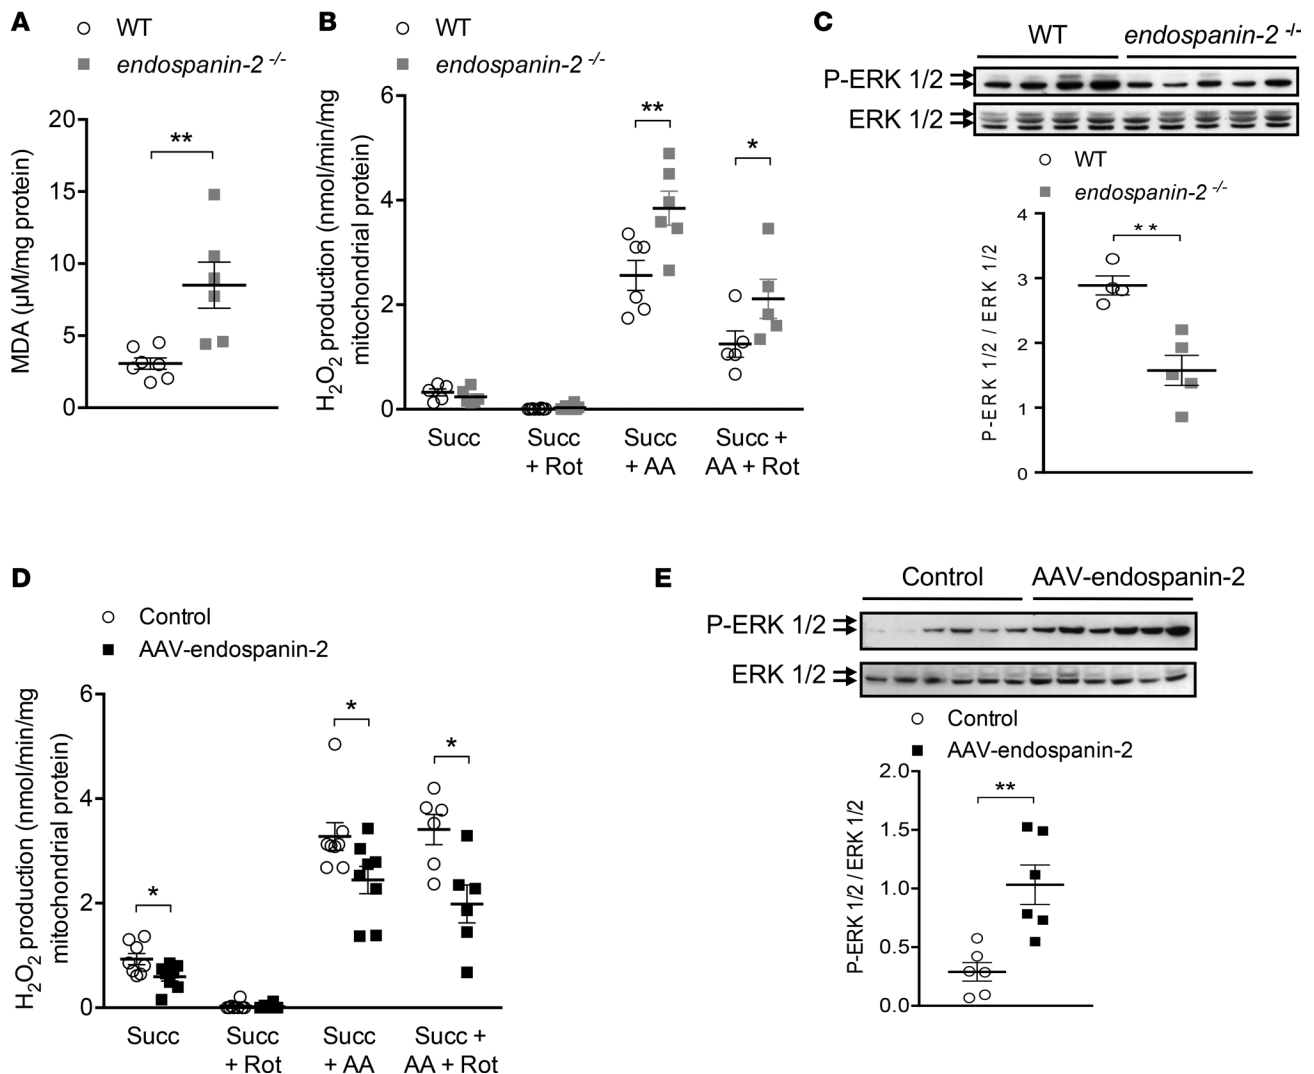 A
WT
endospanin-2 -/-
MDA (µM/mg protein)
20
15
10
5
0
**
B
WT
endospanin-2 -/-
H2O2 production (nmol/min/mg
mitochondrial protein)
6
4
2
0
**
*
Succ
Succ
+ Rot
Succ
+ AA
Succ +
AA + Rot
C
WT
endospanin-2 -/-
P-ERK 1/2
ERK 1/2
WT
endospanin-2 -/-
P-ERK 1/2 / ERK 1/2
4
3
2
1
0
**
D
Control
AAV-endospanin-2
H2O2 production (nmol/min/mg
mitochondrial protein)
6
4
2
0
*
*
*
Succ
Succ
+ Rot
Succ
+ AA
Succ +
AA + Rot
E
Control
AAV-endospanin-2
P-ERK 1/2
ERK 1/2
Control
AAV-endospanin-2
P-ERK 1/2 / ERK 1/2
2.0
1.5
1.0
0.5
0.0
**